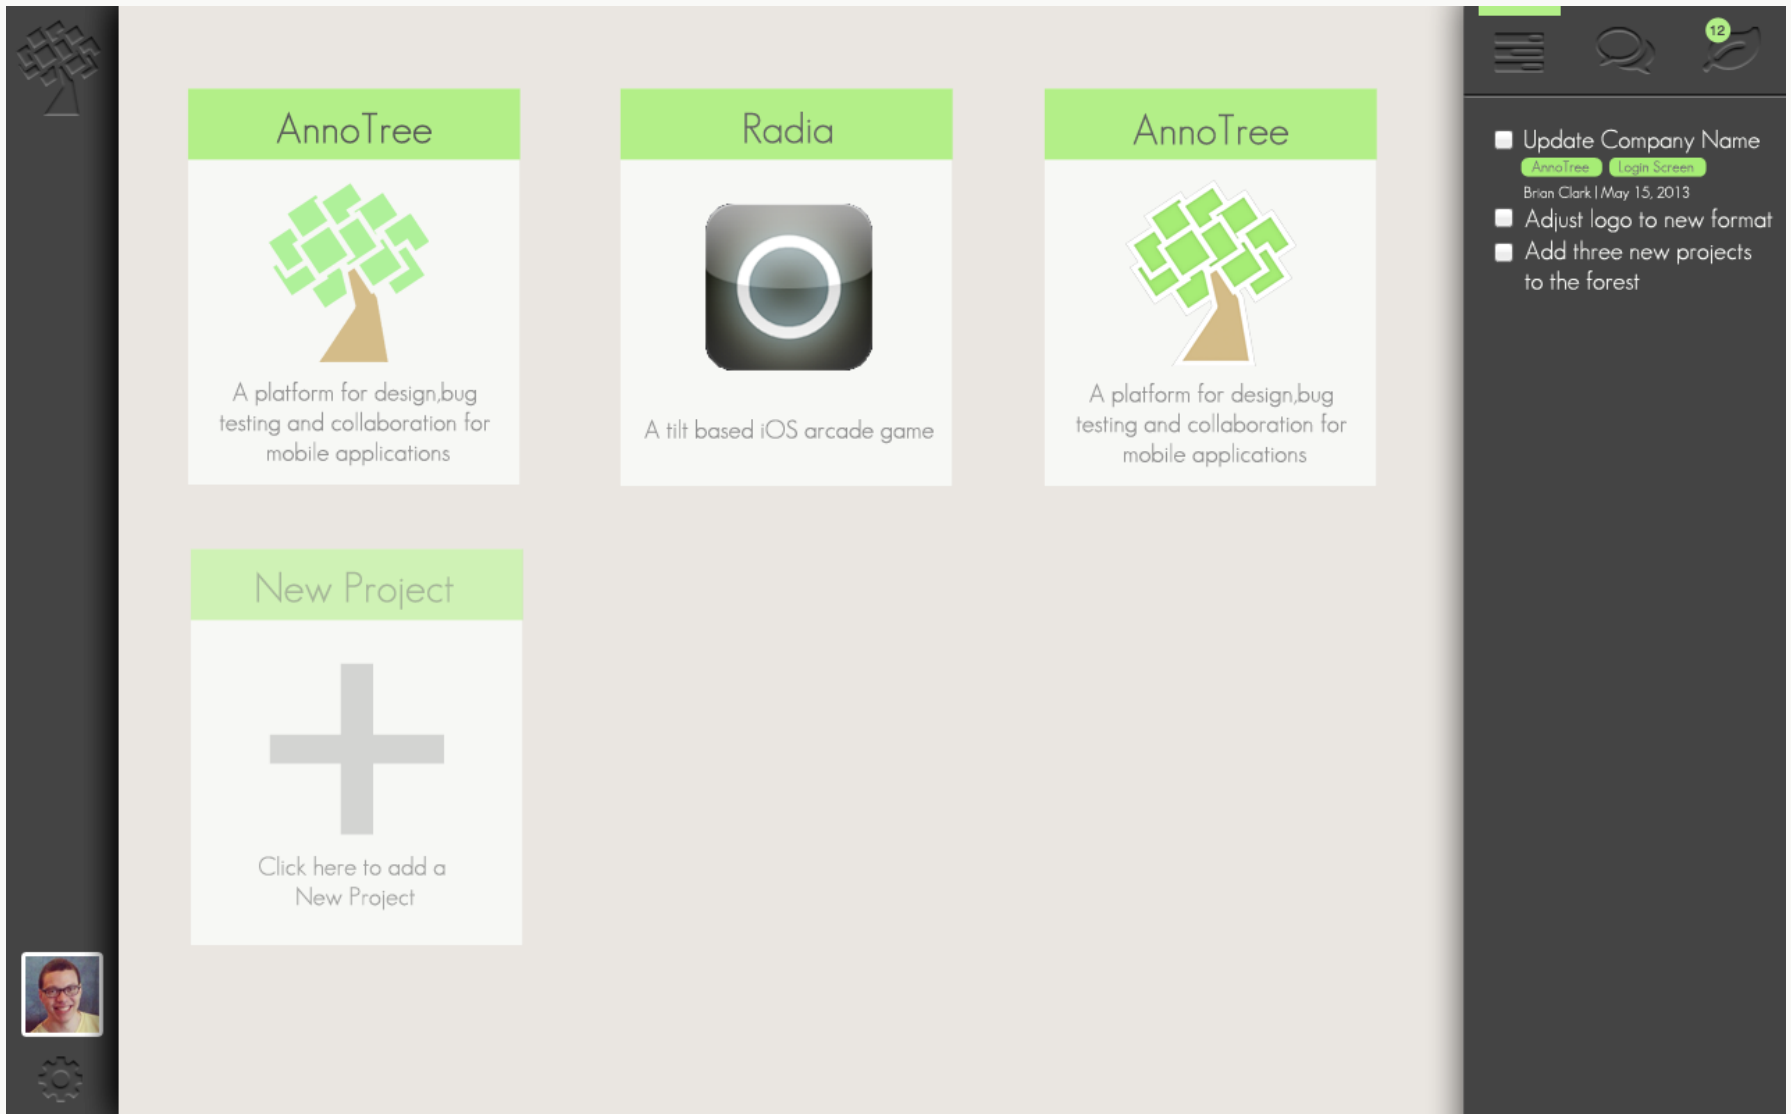 AnnoTree
A platform for design,bug
testing and collaboration for
mobile applications
Radia
A tilt based iOS arcade game
AnnoTree
A platform for design,bug
testing and collaboration for
mobile applications
New Project
Click here to add a
New Project
12
Update Company Name
AnnoTree Login Screen
Brian Clark | May 15, 2013
Adjust logo to new format
Add three new projects
to the forest